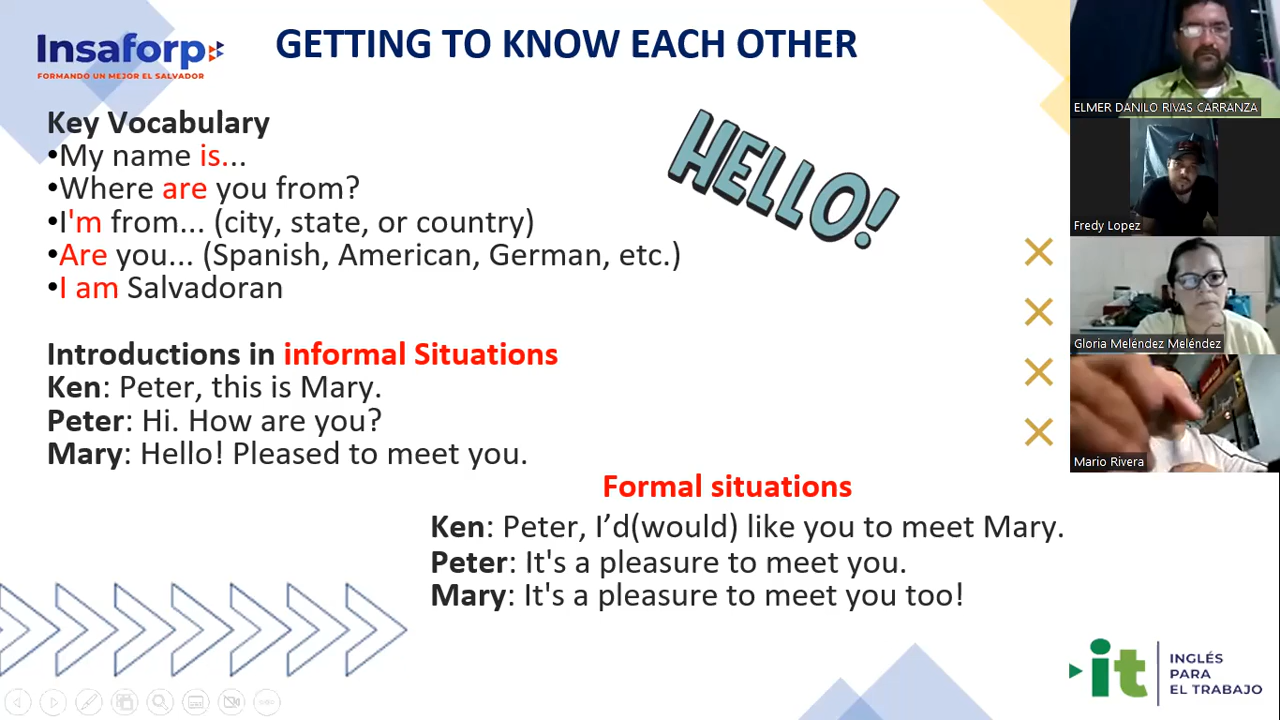 Insaforp
FORMANDO UN MEJOR EL SALVADOR
GETTING TO KNOW EACH OTHER
Key Vocabulary
•My name is...
•Where are you from?
•I'm from... (city, state, or country)
•Are you... (Spanish, American, German, etc.)
•I am Salvadoran
HELLO!
Introductions in informal Situations
Ken: Peter, this is Mary.
Peter: Hi. How are you?
Mary: Hello! Pleased to meet you.
Formal situations
Ken: Peter, I’d(would) like you to meet Mary.
Peter: It's a pleasure to meet you.
Mary: It's a pleasure to meet you too!
ELMER DANILO RIVAS CARRANZA
Fredy Lopez
Gloria Meléndez Meléndez
Mario Rivera
it
INGLÉS
PARA
EL TRABAJO